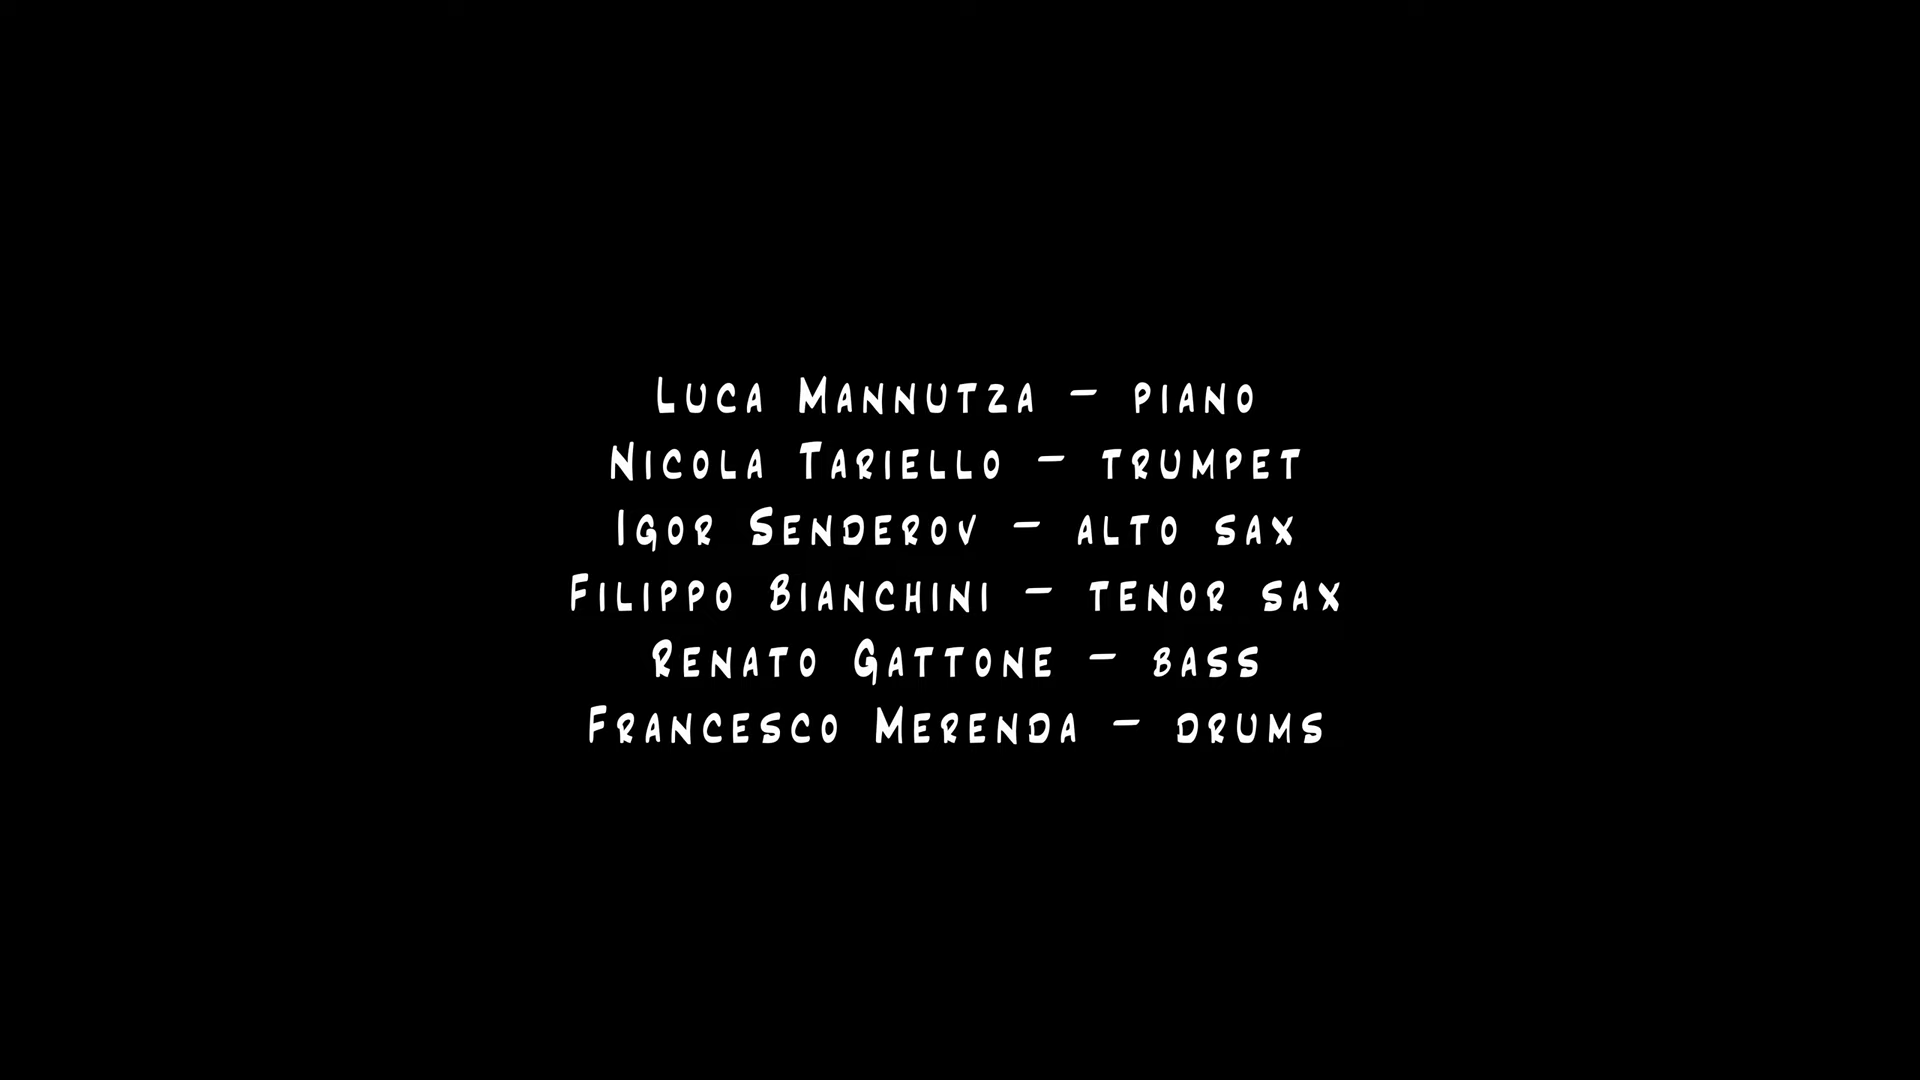 Luca Mannutza – piano
Nicola Tariello – trumpet
Igor Senderov – alto sax
Filippo Bianchini – tenor sax
Renato Gattone – bass
Francesco Merenda – drums